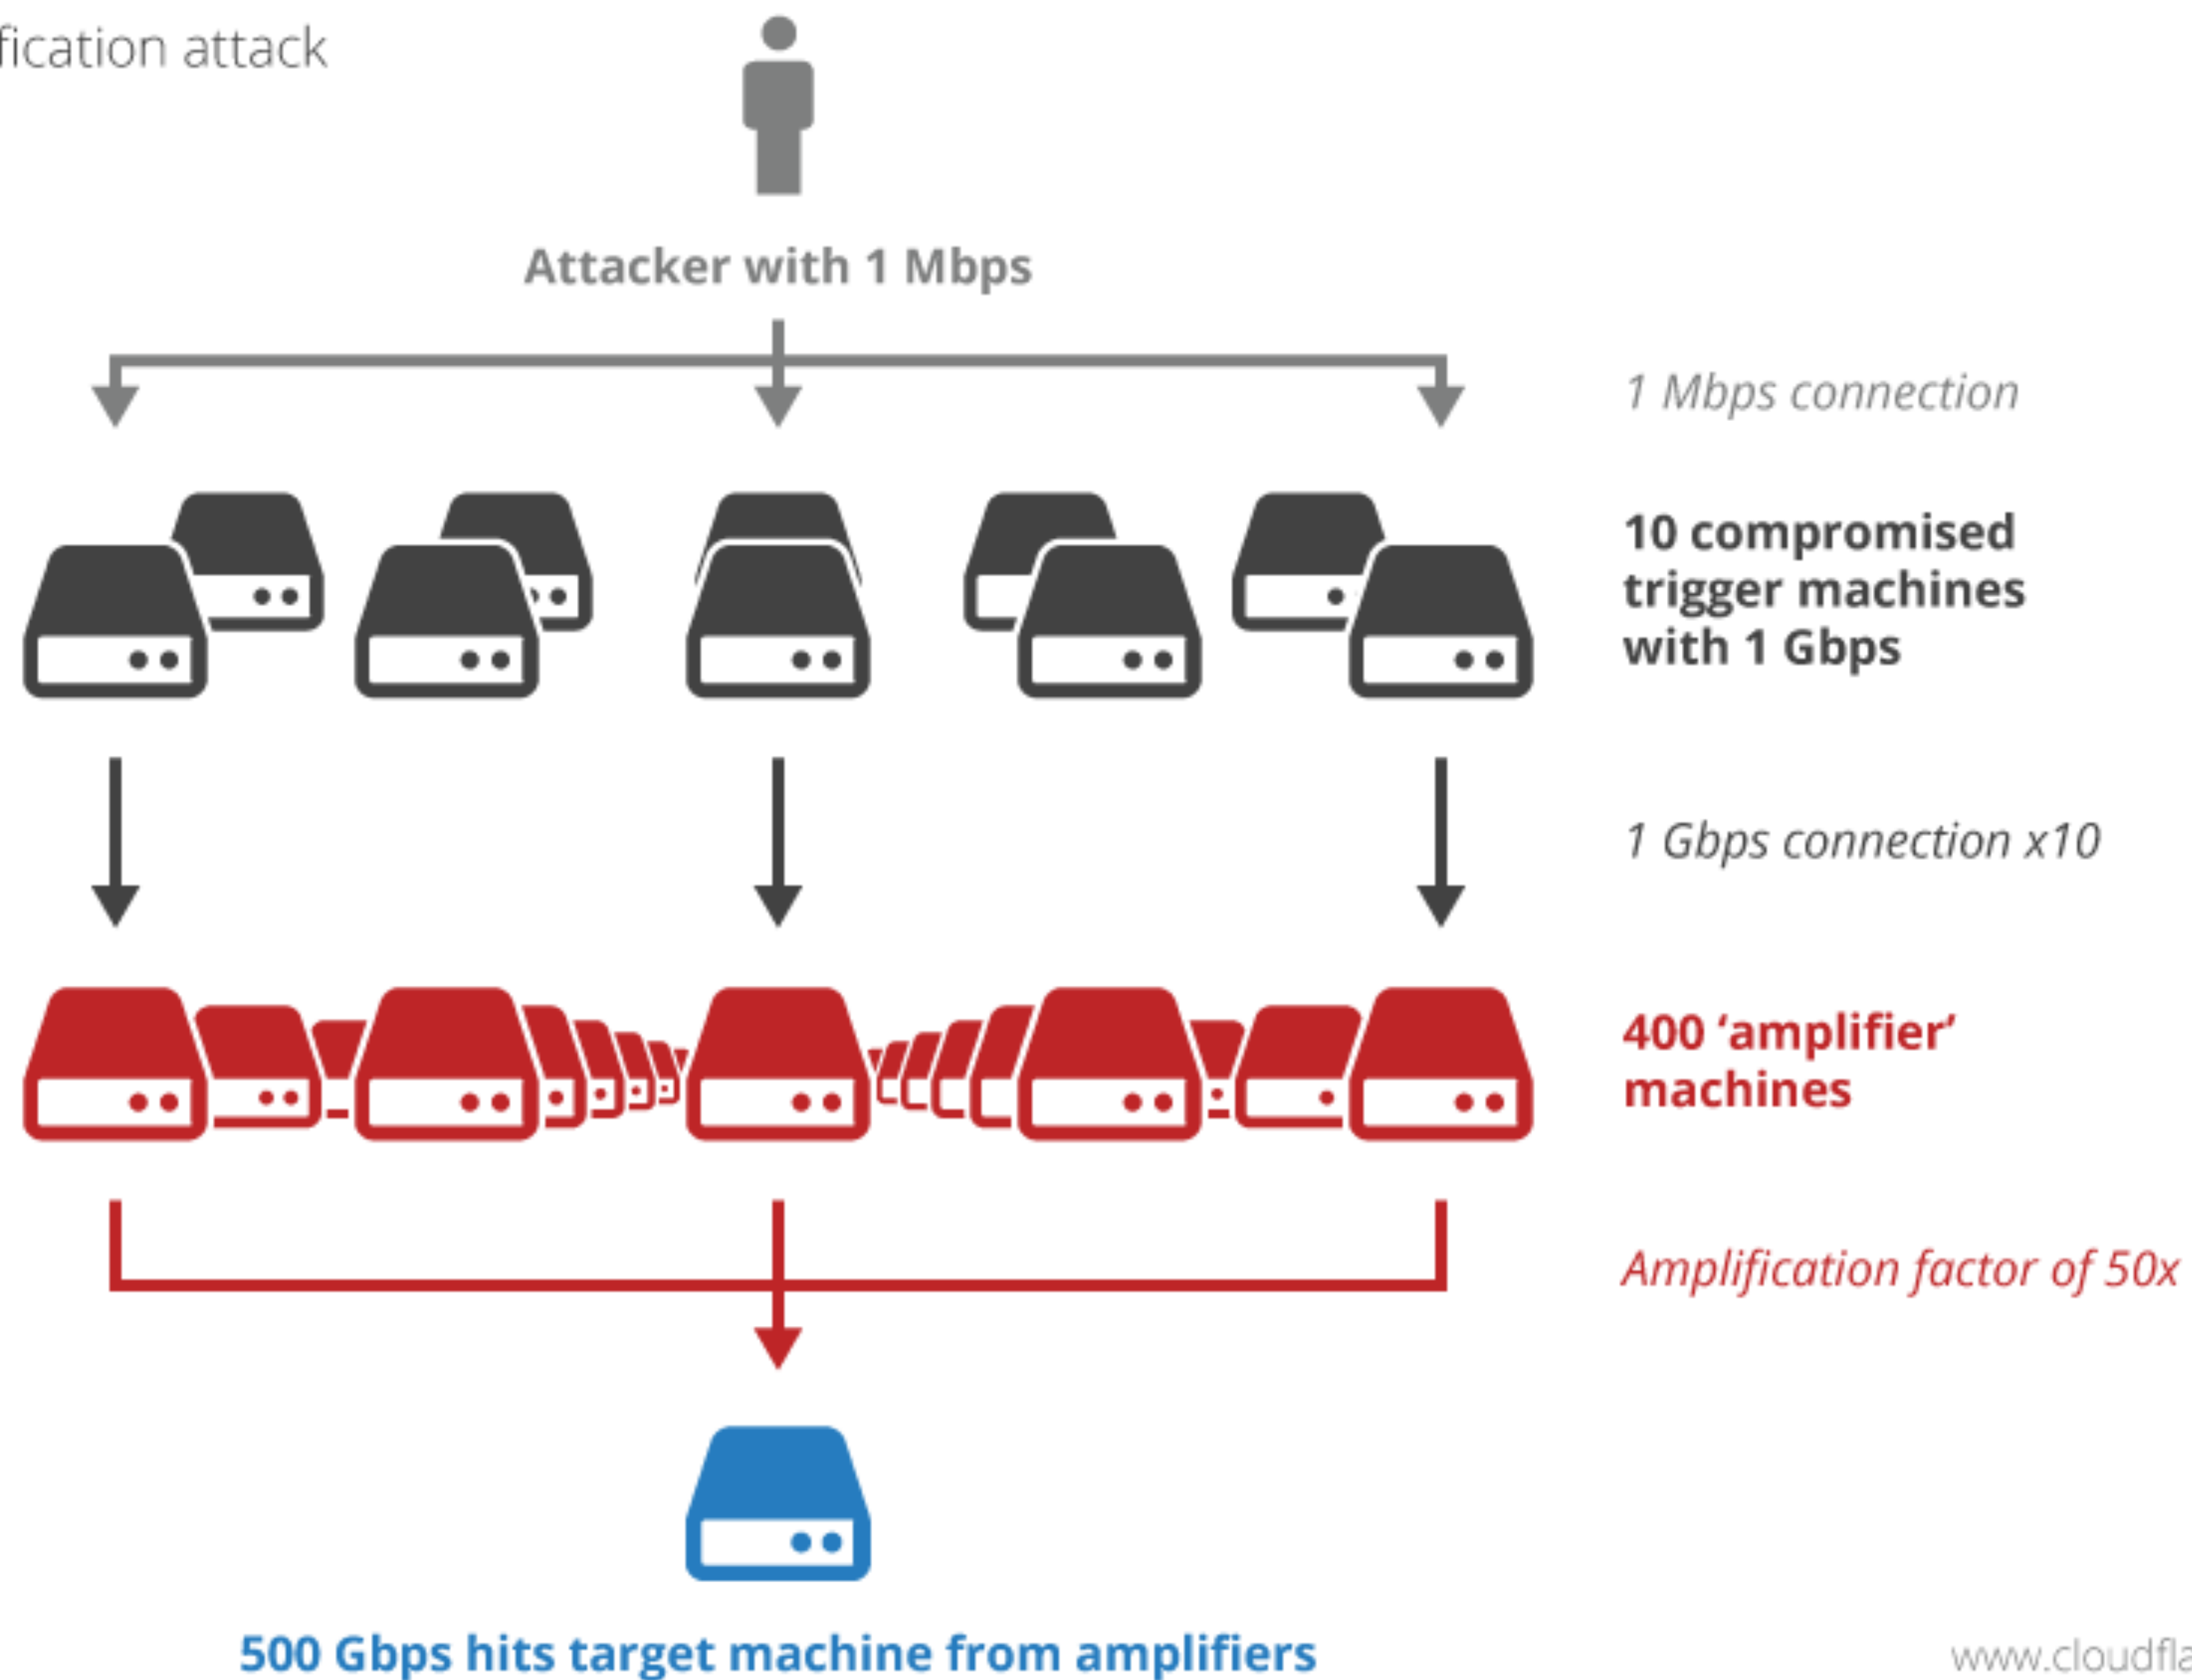 fication attack
Attacker with 1 Mbps
1 Mbps connection
10 compromised
trigger machines
with 1 Gbps
1 Gbps connection x10
400 ‘amplifier’
machines
Amplification factor of 50x
500 Gbps hits target machine from amplifiers
www.cloudfla